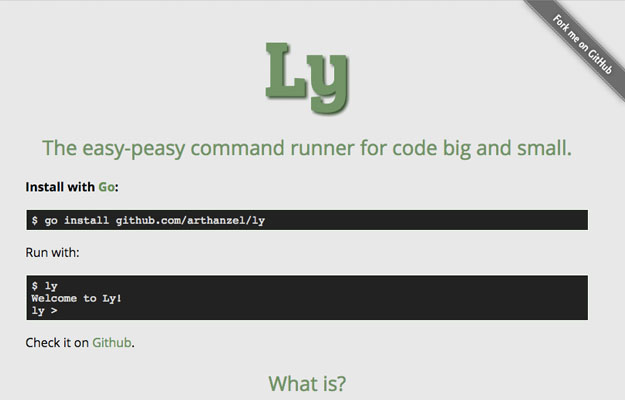 Fork me on GitHub
Ly
The easy-peasy command runner for code big and small.
Install with Go:
$ go install github.com/arthanzel/ly
Run with:
$ ly
Welcome to Ly!
ly >
Check it on Github.
What is?